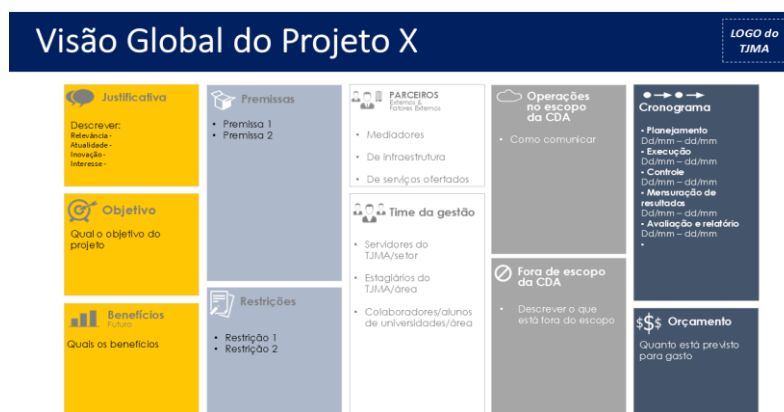 Visão Global do Projeto X
LOGO do
TJMA
Justificativa
Descrever:
Relevância -
Atualidade -
Inovação -
Interesse -
Objetivo
Qual o objetivo do
projeto
Benefícios
Futuro
Quais os benefícios
Premissas
• Premissa 1
• Premissa 2
Restrições
• Restrição 1
• Restrição 2
PARCEIROS
Externos &
Fatores Externos
• Mediadores
• De infraestrutura
• De serviços ofertados
Time da gestão
• Servidores do
TJMA/setor
• Estagiários do
TJMA/área
• Colaboradores/alunos
de universidades/área
Operações
no escopo
da CDA
• Como comunicar
Fora de escopo
da CDA
• Descrever o que
está fora do escopo
Cronograma
• Planejamento
Dd/mm – dd/mm
• Execução
Dd/mm – dd/mm
• Controle
Dd/mm – dd/mm
• Mensuração de
resultados
Dd/mm – dd/mm
• Avaliação e relatório
Dd/mm – dd/mm
•
$$$ Orçamento
Quanto está previsto
para gasto